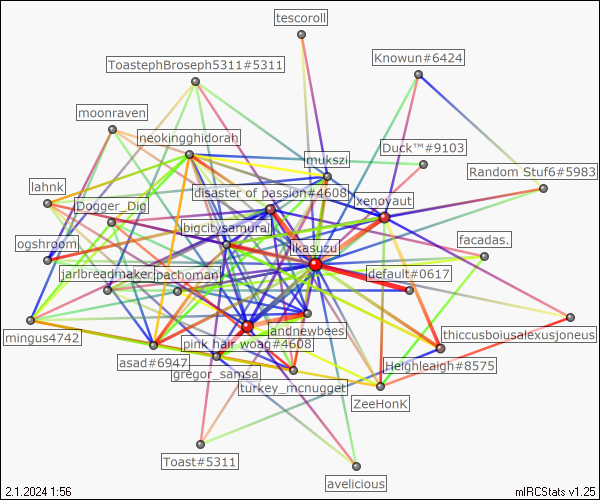 tescoroll
ToastephBroseph5311#5311
Knowun#6424
moonraven
neokingghidorah
Duck™#9103
mukszi
Random Stuf6#5983
lahnk
disaster of passion#4608
xenoyaut
Dogger_Dig
bigcitysamurai
ogshroom
likasuzu
facadas.
jarlbreadmaker
pachoman
default#0617
mingus4742
andnewbees
thiccusboiusalexusjoneus
pink hair woag#4608
asad#6947
Heighleagh#8575
gregor_samsa
turkey_mcnugget
ZeeHonK
Toast#5311
avelicious
2.1.2024 1:56
mIRCStats v1.25